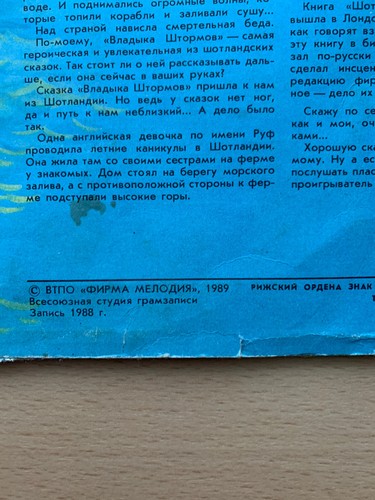 воде. И поднимались огромные волны, ко-
торые топили корабли и заливали сушу...
Над страной нависла смертельная беда.
По-моему, «Владыка Штормов» — самая
героическая и увлекательная из шотландских
сказок. Так стоит ли рассказывать даль-
ше, если она сейчас в ваших руках?
Сказка «Владыка Штормов» пришла к нам
из Шотландии. Но ведь у сказок нет ног,
да и путь к нам неблизкий... А дело было
так.
Одна английская девочка по имени Руф
проводила летние каникулы в Шотландии.
Она жила там со своими сестрами на ферме
у знакомых. Дом стоял на берегу морского
залива, а с противоположной стороны к фер-
ме подступали высокие горы.
Книга «Шот
вышла в Лондо
как говорят вз
эту книгу в би
зал по-русски
сделал инсцен
редакцию фир
ное — дело их
Скажу по се
как и мои, оч
ками...
Хорошую ска
мому. Ну а ес
послушать плас
проигрыватель
© ВТПО «ФИРМА МЕЛОДИЯ», 1989
Всесоюзная студия грамзаписи
Запись 1988 г.
РИЖСКИЙ ОРДЕНА ЗНАК